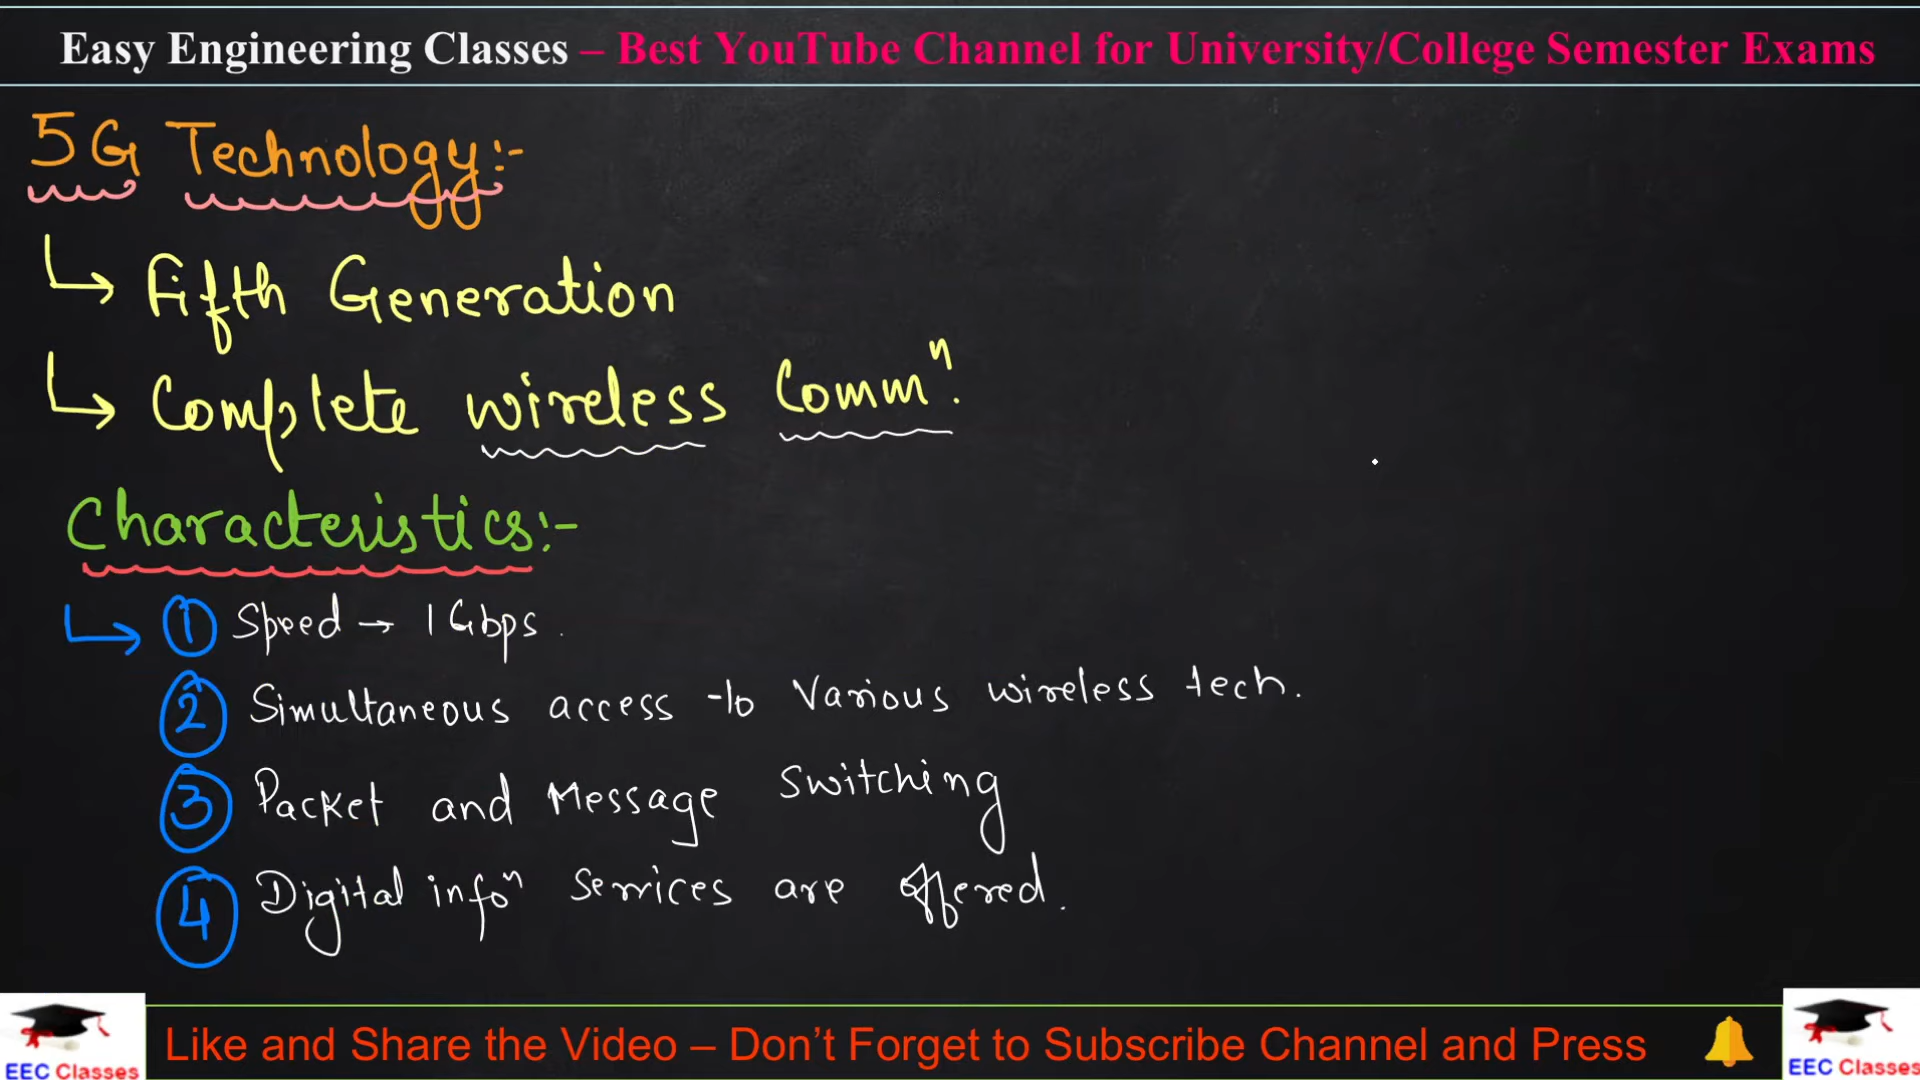 Easy Engineering Classes – Best YouTube Channel for University/College Semester Exams
5G Technology:-
↳ Fifth Generation
↳ Complete wireless Commⁿ.
Characteristics:-
↳ ① Speed → 1 Gbps.
② Simultaneous access to Various wireless tech.
③ Packet and Message Switching
④ Digital infoⁿ Services are offered.
Like and Share the Video – Don't Forget to Subscribe Channel and Press
EEC Classes
EEC Classes